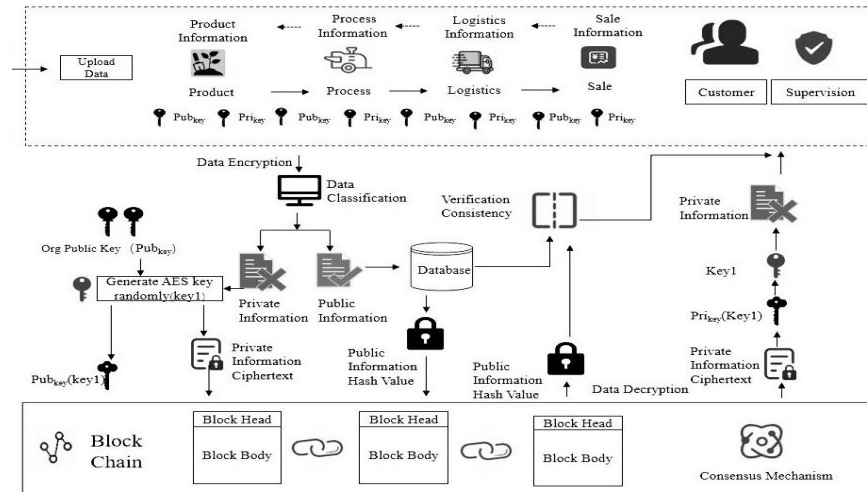 Product Information
Process Information
Logistics Information
Sale Information
Upload Data
Product
Process
Logistics
Sale
Customer
Supervision
Pubkey
Prikey
Pubkey
Prikey
Pubkey
Prikey
Pubkey
Prikey
Data Encryption
Data Classification
Verification Consistency
Private Information
Org Public Key (Pubkey)
Generate AES key randomly(key1)
Private Information
Public Information
Database
Key1
Prikey(Key1)
Pubkey(key1)
Private Information Ciphertext
Public Information Hash Value
Public Information Hash Value
Data Decryption
Private Information Ciphertext
Block Chain
Block Head
Block Body
Block Head
Block Body
Block Head
Block Body
Consensus Mechanism